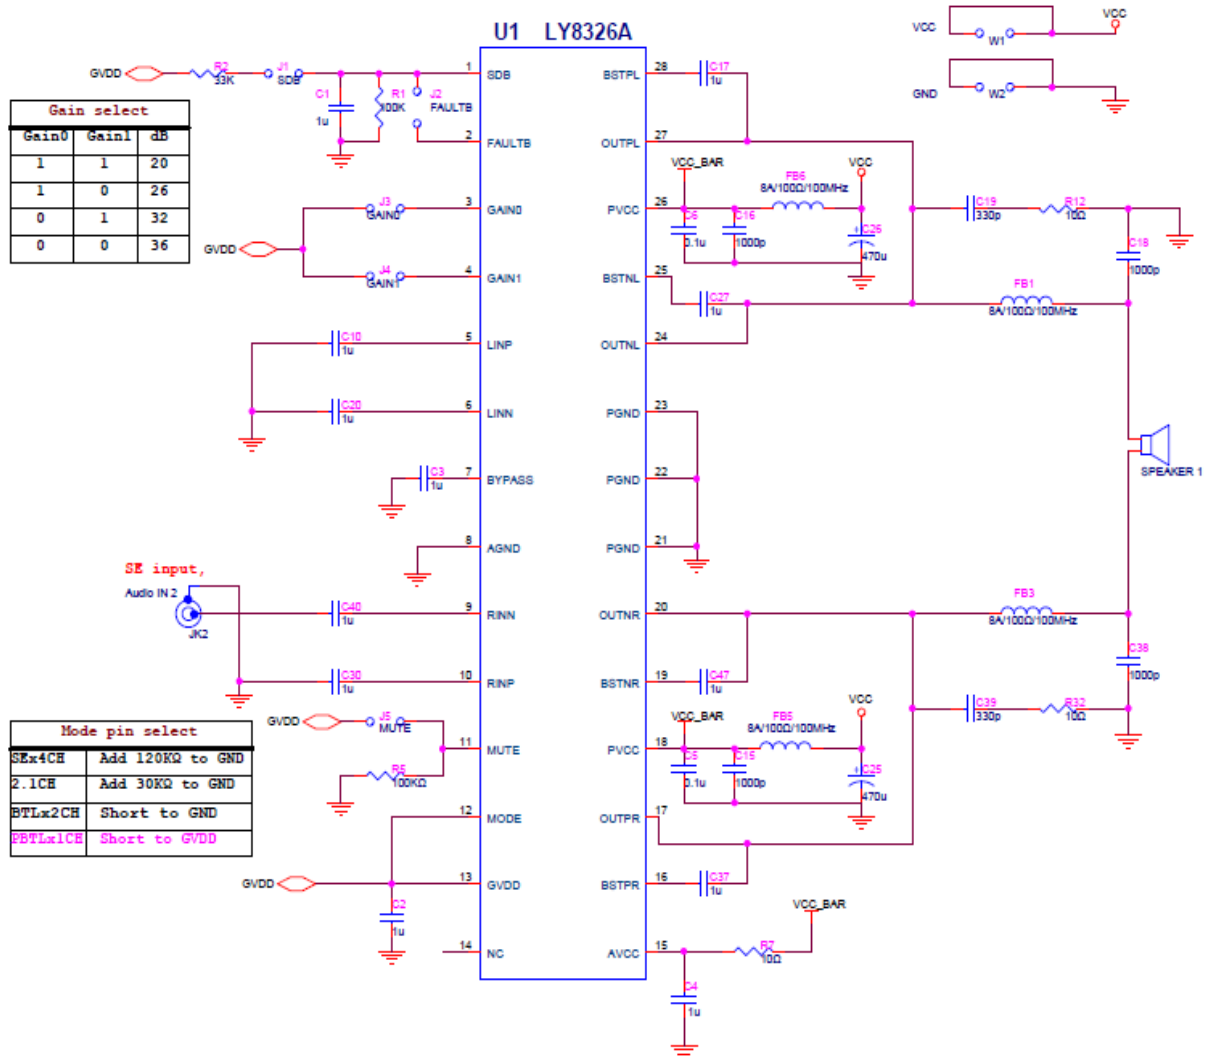 U1 LY8326A
VCC
W1
VCC
GND
W2
GVDD
R2
33K
J1
SDB
C1
1u
R1
100K
J2
FAULTB
1
SDB
2
FAULTB
Gain select
Gain0 Gain1 dB
1 1 20
1 0 26
0 1 32
0 0 36
GVDD
J3
GAIN0
3
GAIN0
J4
GAIN1
4
GAIN1
C10
1u
5
LINP
C20
1u
6
LINN
C3
1u
7
BYPASS
8
AGND
SE input,
Audio IN 2
JK2
C40
1u
9
RINN
C30
1u
10
RINP
GVDD
J5
MUTE
11
MUTE
R5
100KΩ
Mode pin select
SEx4CH Add 120KΩ to GND
2.1CH Add 30KΩ to GND
BTLx2CH Short to GND
PBTLx1CH Short to GVDD
12
MODE
GVDD
13
GVDD
C2
1u
14
NC
BSTPL
28
C17
1u
OUTPL
27
VCC_BAR
FB6
8A/100Ω/100MHz
VCC
PVCC
26
C6
0.1u
C16
1000p
C26
470u
C19
330p
R12
10Ω
C18
1000p
BSTNL
25
C27
1u
FB1
8A/100Ω/100MHz
OUTNL
24
PGND
23
PGND
22
PGND
21
SPEAKER 1
OUTNR
20
FB3
8A/100Ω/100MHz
BSTNR
19
C47
1u
C38
1000p
C39
330p
R32
10Ω
VCC_BAR
FB5
8A/100Ω/100MHz
VCC
PVCC
18
C5
0.1u
C15
1000p
C25
470u
OUTPR
17
BSTPR
16
C37
1u
VCC_BAR
AVCC
15
R7
10Ω
C4
1u